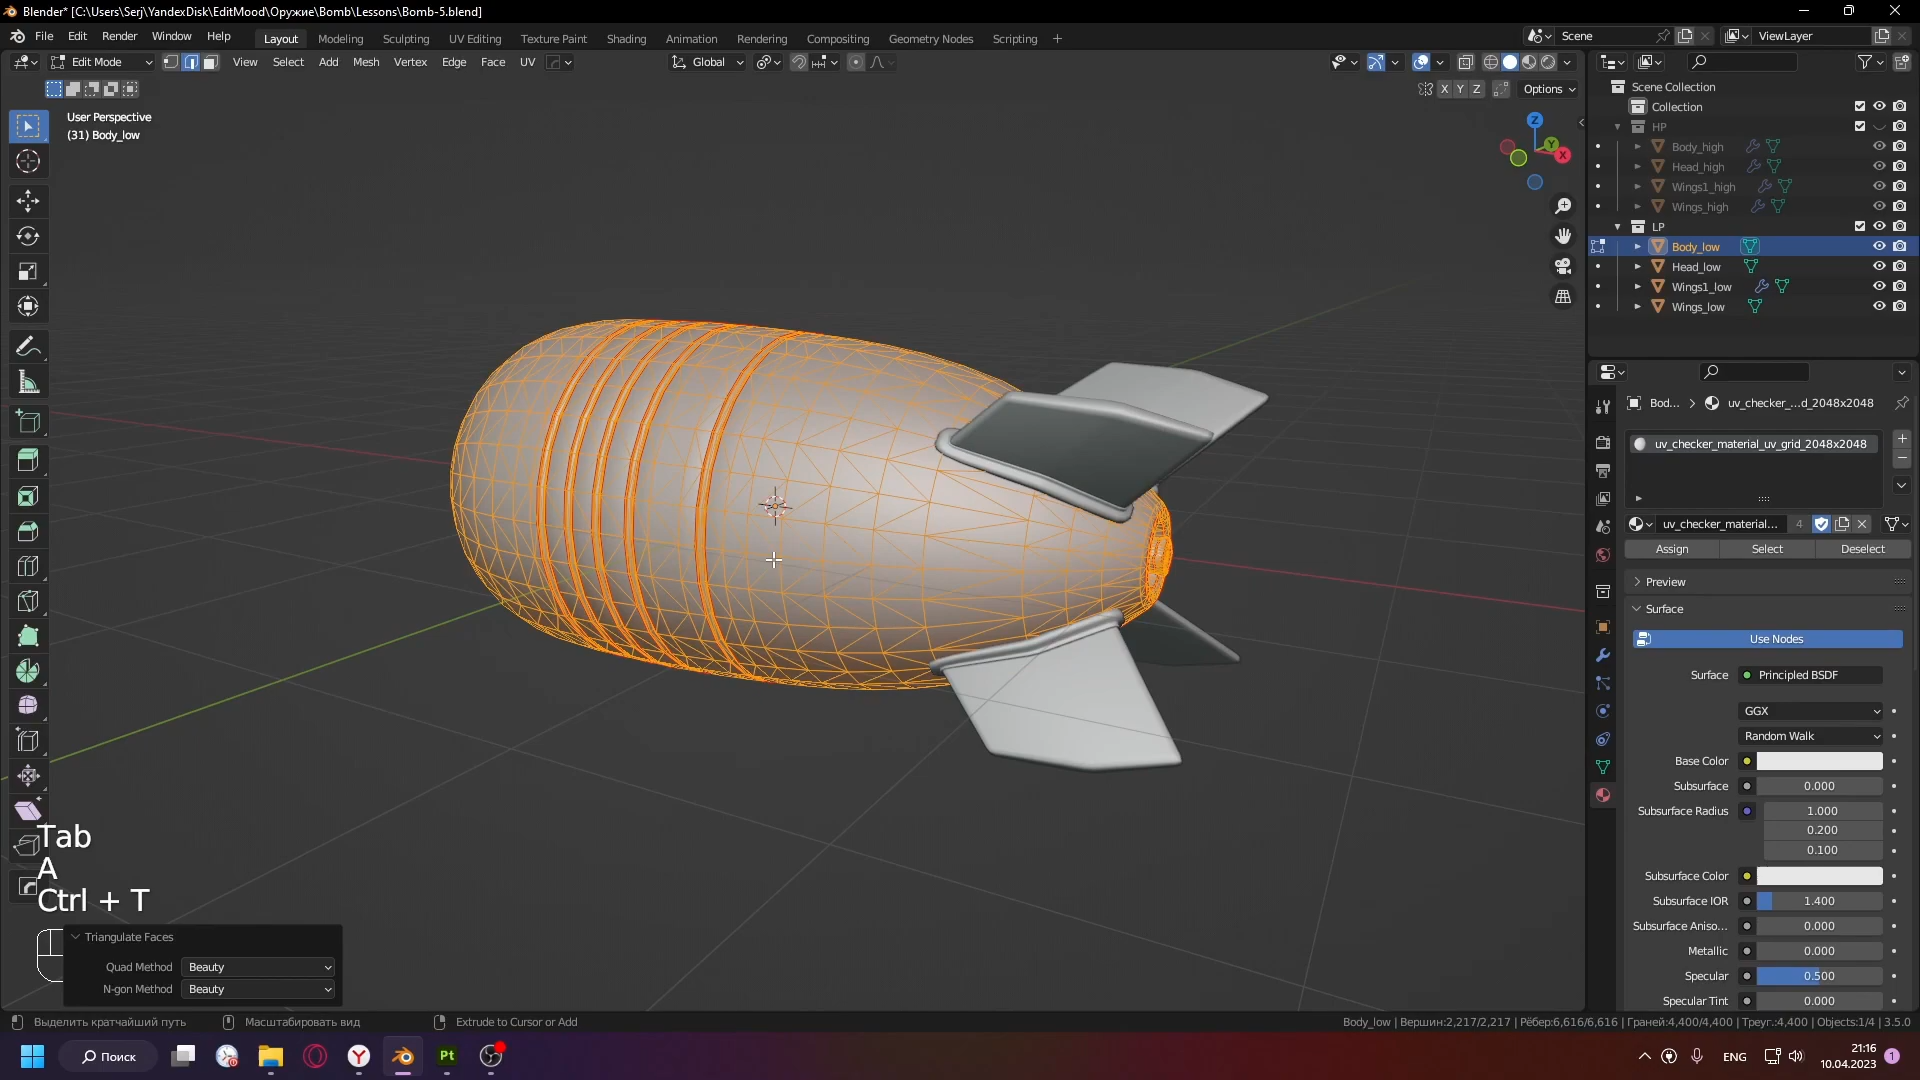 Blender* [C:\Users\Serj\YandexDisk\EditMood\Оружие\Bomb\Lessons\Bomb-5.blend]
File Edit Render Window Help Layout Modeling Sculpting UV Editing Texture Paint Shading Animation Rendering Compositing Geometry Nodes Scripting + Scene ViewLayer
Edit Mode View Select Add Mesh Vertex Edge Face UV Global
X Y Z Options
User Perspective
(31) Body_low
Z
Y
X
Scene Collection
Collection
HP
Body_high
Head_high
Wings1_high
Wings_high
LP
Body_low
Head_low
Wings1_low
Wings_low
Bod... uv_checker_...d_2048x2048
uv_checker_material_uv_grid_2048x2048
uv_checker_material... 4
Assign Select Deselect
Preview
Surface
Use Nodes
Surface Principled BSDF
GGX
Random Walk
Base Color
Subsurface 0.000
Subsurface Radius 1.000
0.200
0.100
Subsurface Color
Subsurface IOR 1.400
Subsurface Aniso... 0.000
Metallic 0.000
Specular 0.500
Specular Tint 0.000
Tab
A
Ctrl + T
Triangulate Faces
Quad Method Beauty
N-gon Method Beauty
Выделить кратчайший путь Масштабировать вид Extrude to Cursor or Add Body_low | Вершин:2,217/2,217 | Рёбер:6,616/6,616 | Граней:4,400/4,400 | Треуг.:4,400 | Objects:1/4 | 3.5.0
Поиск Pt ENG 21:16
10.04.2023 1